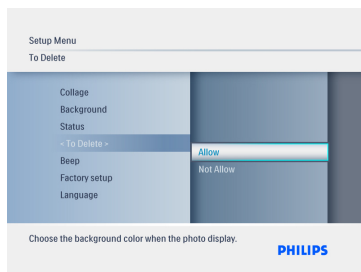 Setup Menu
To Delete
Collage
Background
Status
« To Delete »
Beep
Factory setup
Language
Allow
Not Allow
Choose the background color when the photo display.
PHILIPS